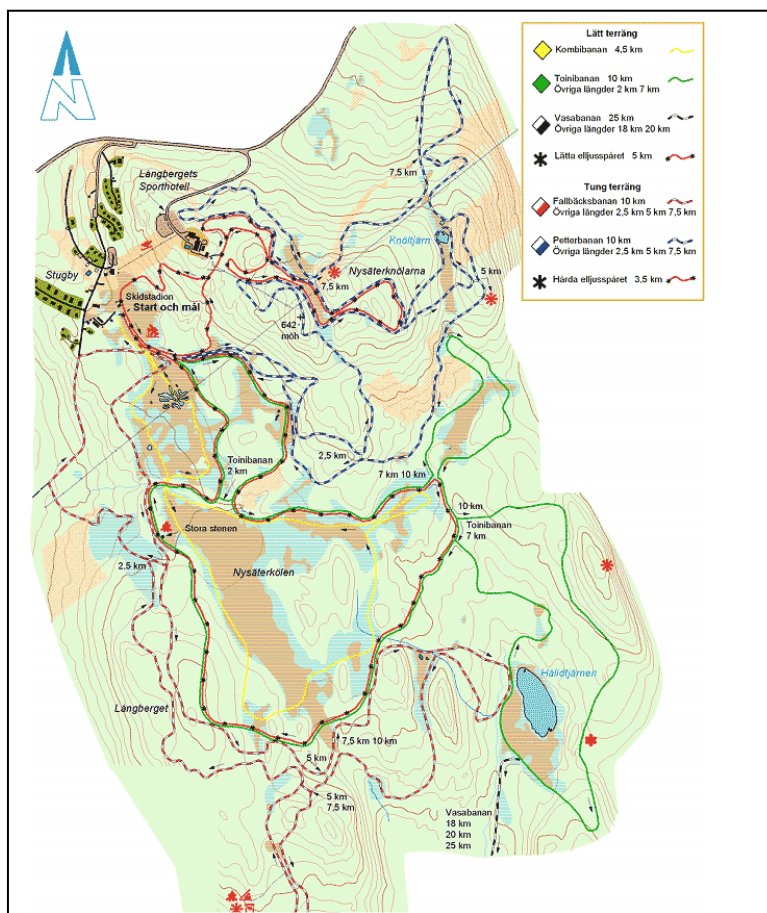 N
Lätt terräng
Kombibanan 4,5 km
Toinibanan 10 km
Övriga längder 2 km 7 km
Vasabanan 25 km
Övriga längder 18 km 20 km
Lätta elljusspåret 5 km
Tung terräng
Fallbäcksbanan 10 km
Övriga längder 2,5 km 5 km 7,5 km
Petterbanan 10 km
Övriga längder 2,5 km 5 km 7,5 km
Hårda elljusspåret 3,5 km
Långbergets
Sporthotell
7,5 km
Knöltjärn
Nysäterknölarna
Stugby
5 km
7,5 km
Skidstadion
Start och mål
642
möh
Toinibanan
2 km
2,5 km
7 km 10 km
10 km
Toinibanan
7 km
Stora stenen
2,5 km
Nysäterkölen
Hålidtjärnen
Långberget
7,5 km 10 km
5 km
5 km
7,5 km
Vasabanan
18 km
20 km
25 km